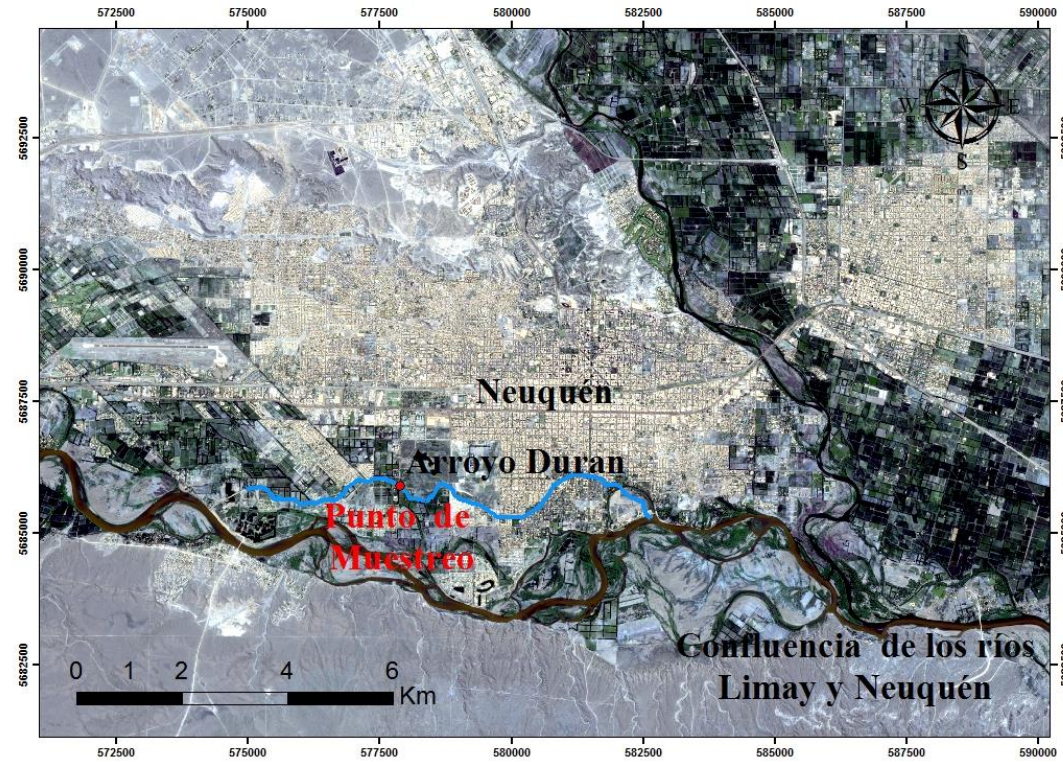 572500 575000 577500 580000 582500 585000 587500 590000
W E
S
5692500
5690000
Neuquén
5687500
Arroyo Duran
Punto de
Muestreo
5685000
Confluencia de los ríos
Limay y Neuquén
5682500
0 1 2 4 6
Km
572500 575000 577500 580000 582500 585000 587500 590000